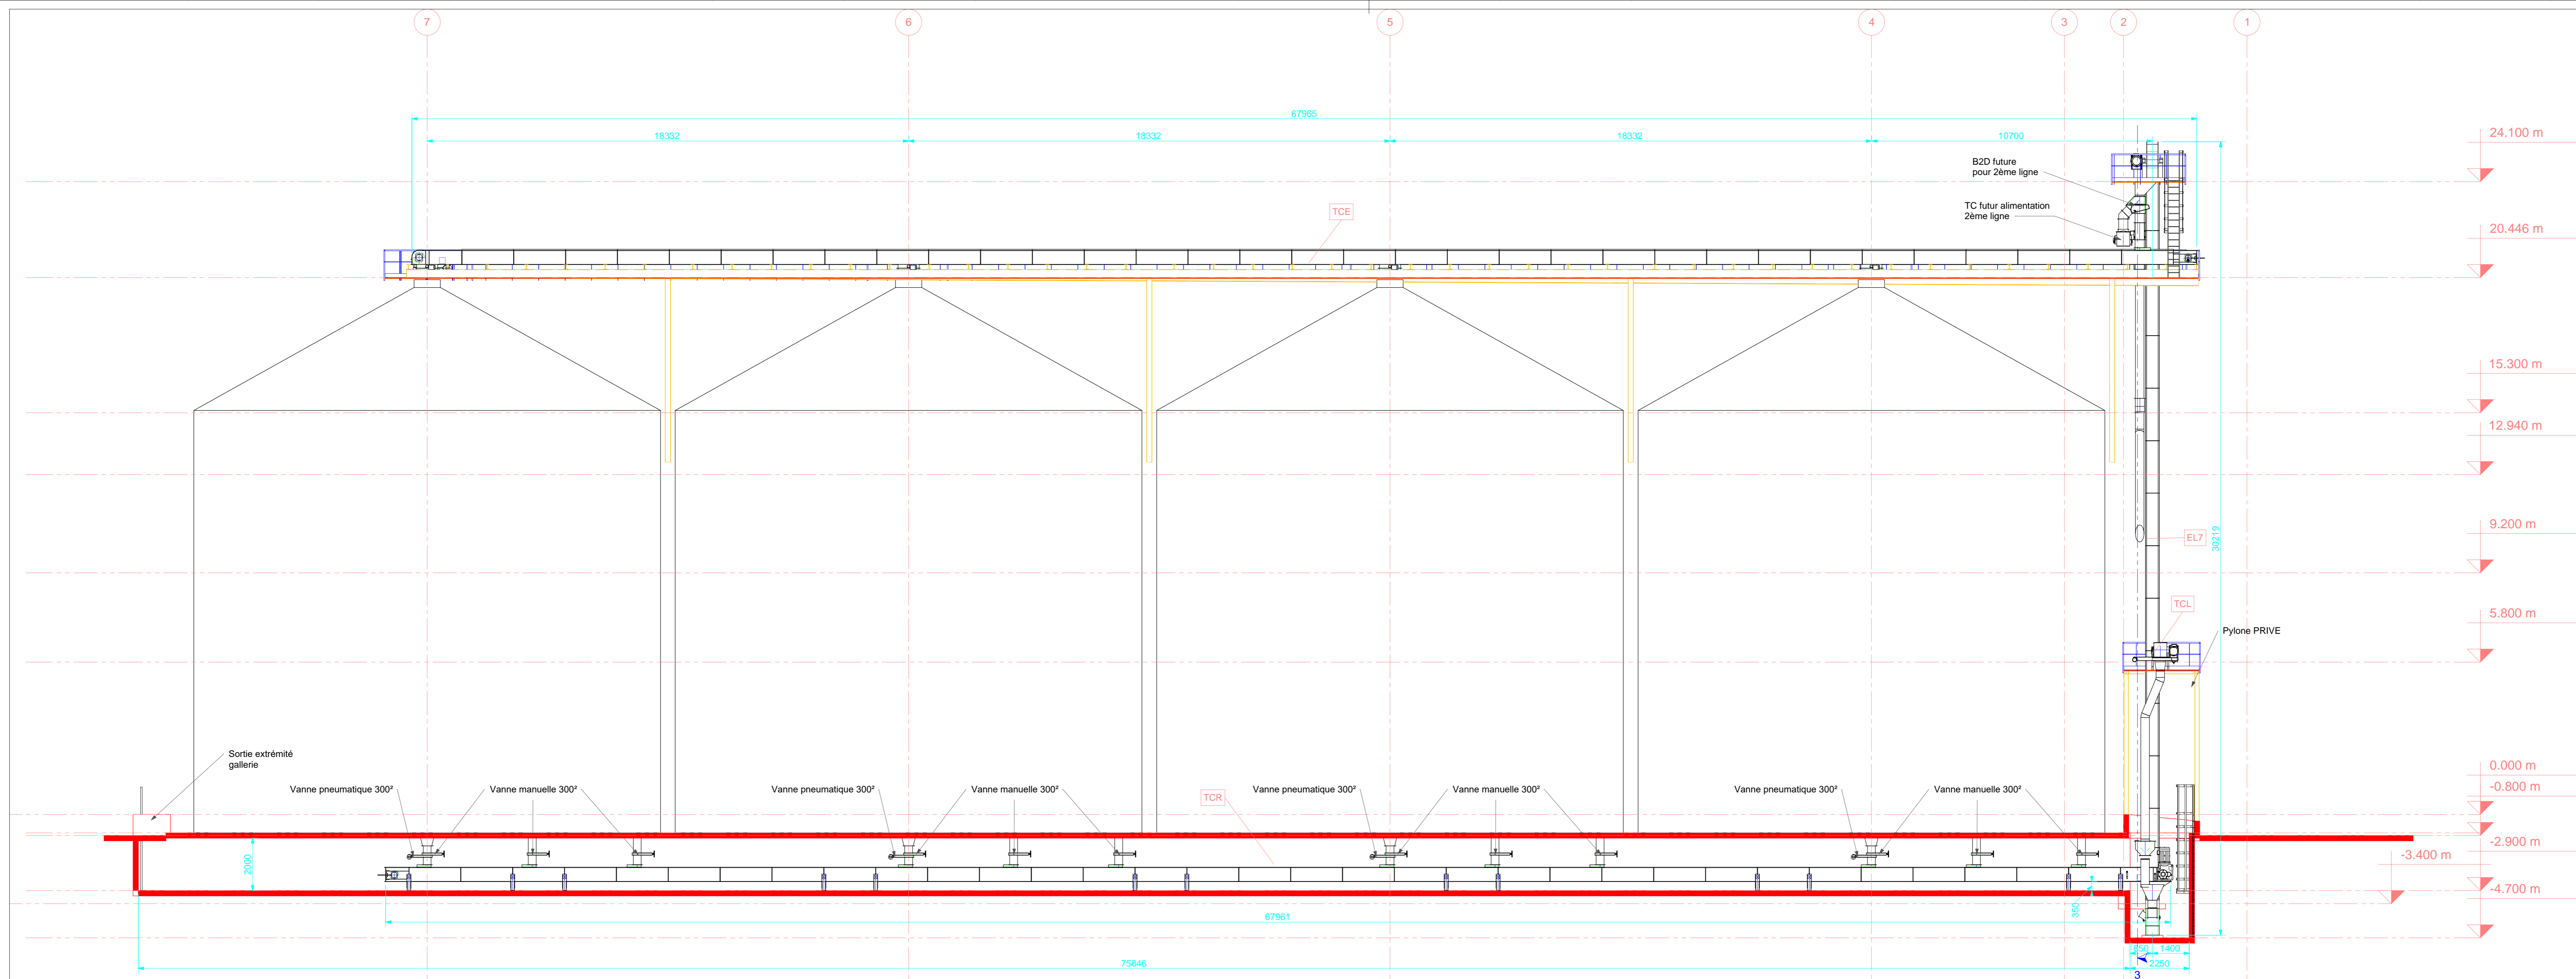 7
6
5
4
3
2
1
67965
18332
18332
18332
10700
24.100 m
B2D future
pour 2ème ligne
TC futur alimentation
2ème ligne
TCE
20.446 m
15.300 m
12.940 m
9.200 m
EL7
30219
TCL
5.800 m
Pylone PRIVE
Sortie extrémité
gallerie
0.000 m
-0.800 m
Vanne pneumatique 300²
Vanne manuelle 300²
Vanne pneumatique 300²
Vanne manuelle 300²
TCR
Vanne pneumatique 300²
Vanne manuelle 300²
Vanne pneumatique 300²
Vanne manuelle 300²
-2.900 m
-3.400 m
2090
-4.700 m
350
67961
850
1400
75846
2250
3